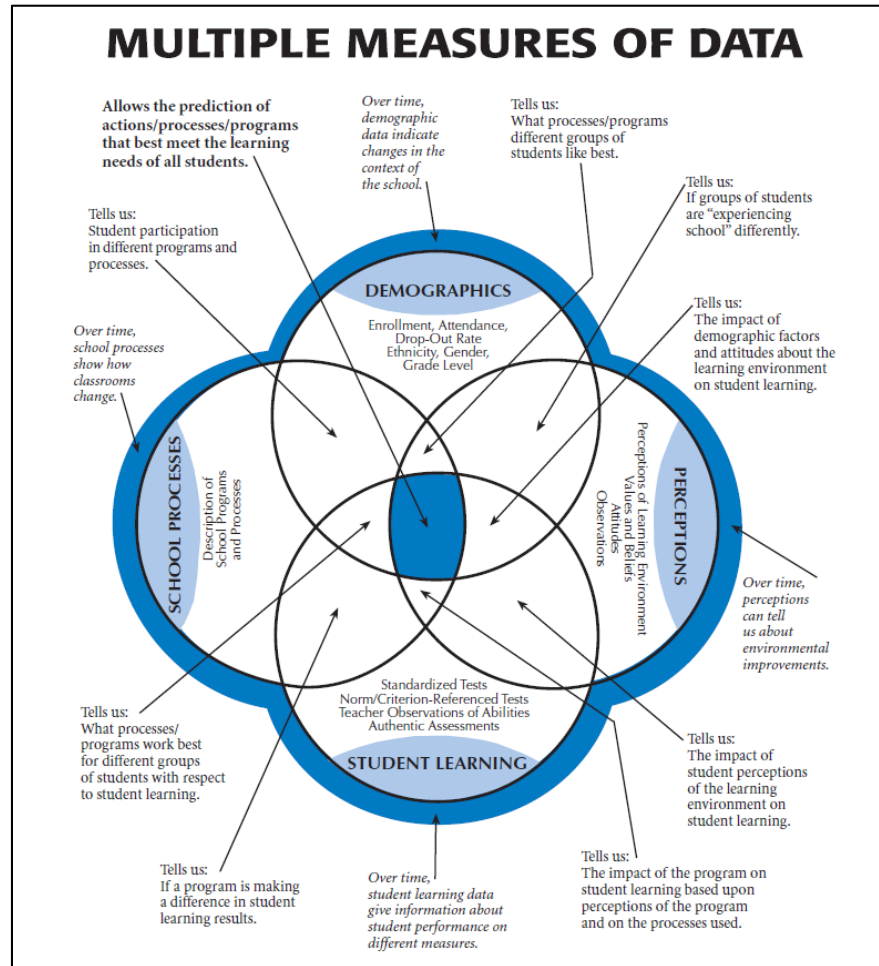 MULTIPLE MEASURES OF DATA
Allows the prediction of
actions/processes/programs
that best meet the learning
needs of all students.
Over time,
demographic
data indicate
changes in the
context of
the school.
Tells us:
What processes/programs
different groups of
students like best.
Tells us:
If groups of students
are “experiencing
school” differently.
Tells us:
Student participation
in different programs and
processes.
Tells us:
The impact of
demographic factors
and attitudes about the
learning environment
on student learning.
Over time,
school processes
show how
classrooms
change.
DEMOGRAPHICS
Enrollment, Attendance,
Drop-Out Rate
Ethnicity, Gender,
Grade Level
SCHOOL PROCESSES
Description of
School Programs
and Processes
PERCEPTIONS
Perceptions of Learning Environment
Values and Beliefs
Attitudes
Observations
Over time,
perceptions
can tell
us about
environmental
improvements.
Standardized Tests
Norm/Criterion-Referenced Tests
Teacher Observations of Abilities
Authentic Assessments
STUDENT LEARNING
Tells us:
What processes/
programs work best
for different groups
of students with respect
to student learning.
Tells us:
The impact of
student perceptions
of the learning
environment on
student learning.
Tells us:
If a program is making
a difference in student
learning results.
Over time,
student learning data
give information about
student performance on
different measures.
Tells us:
The impact of the program on
student learning based upon
perceptions of the program
and on the processes used.